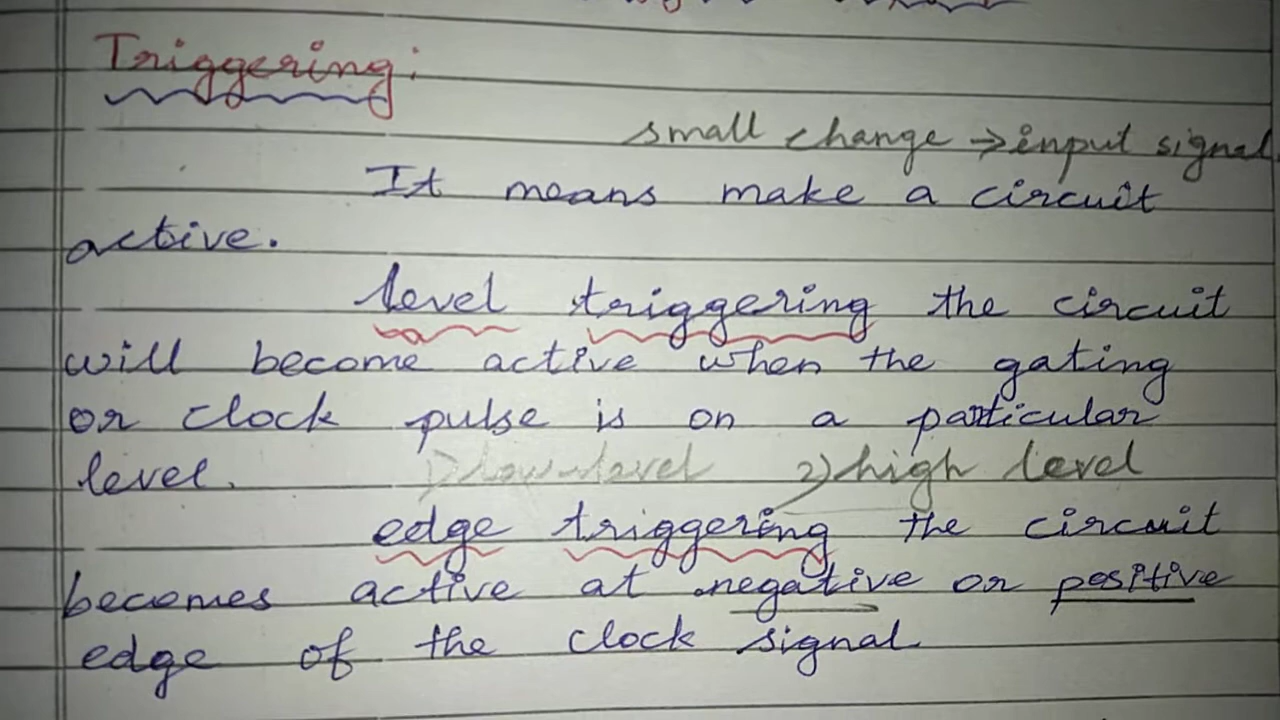 Triggering:
small change → input signal
It means make a circuit
active.
level triggering the circuit
will become active when the gating
or clock pulse is on a particular
level. 1) low-level 2) high level
edge triggering the circuit
becomes active at negative or positive
edge of the clock signal